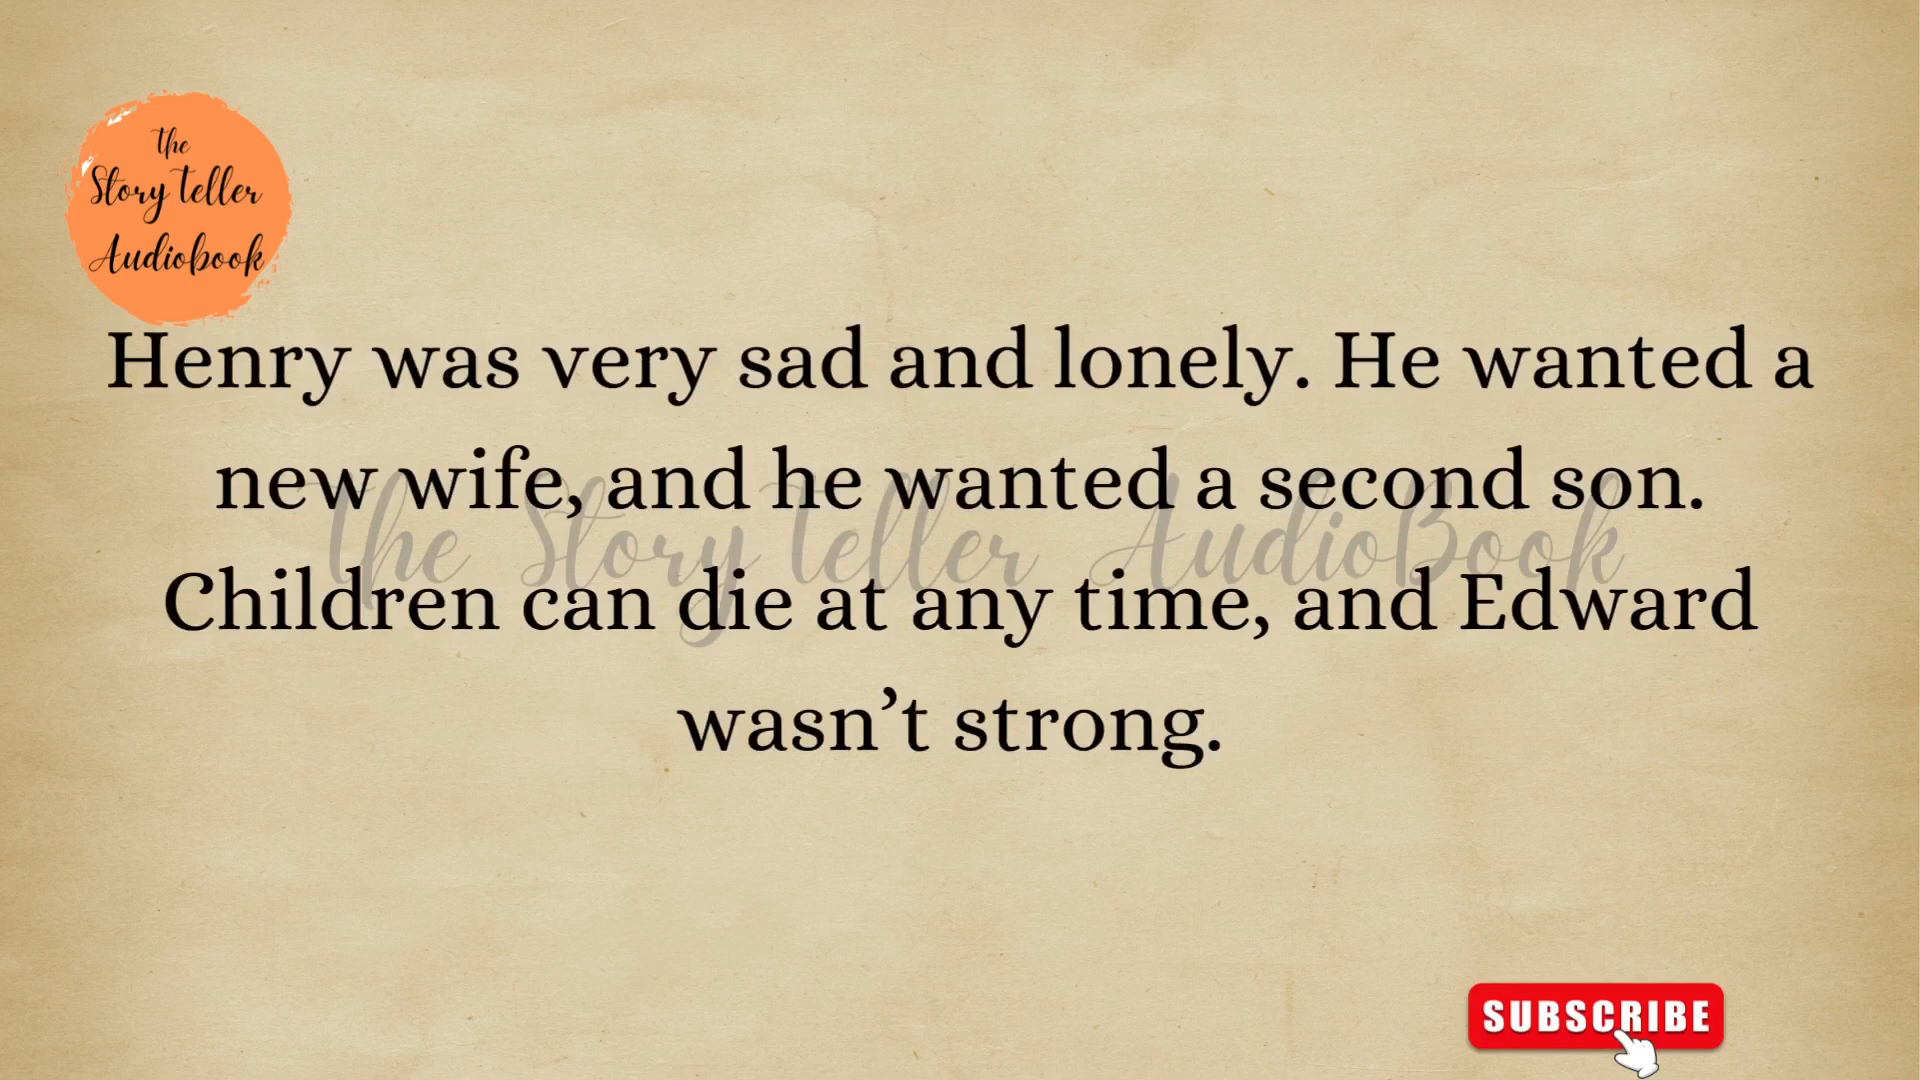 the
Story Teller
Audiobook
Henry was very sad and lonely. He wanted a
new wife, and he wanted a second son.
The Story Teller AudioBook
Children can die at any time, and Edward
wasn’t strong.
SUBSCRIBE